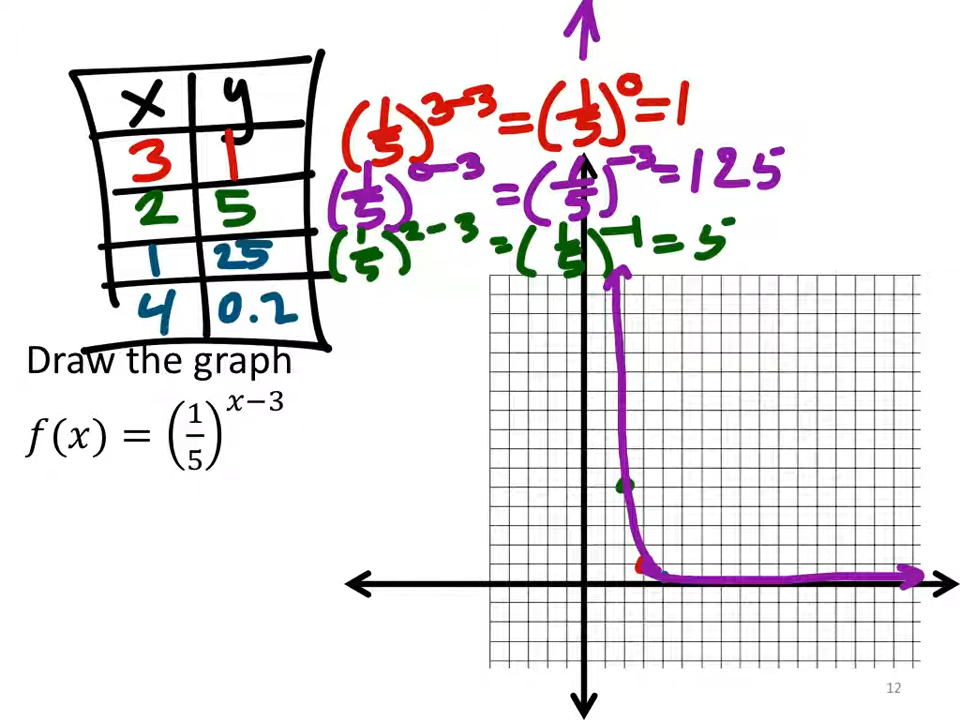 x y
3 1
2 5
1 25
4 0.2
(1/5)^(3-3) = (1/5)^0 = 1
(1/5)^(0-3) = (1/5)^(-3) = 125
(1/5)^(2-3) = (1/5)^(-1) = 5
Draw the graph
f(x) = (1/5)^(x-3)
12